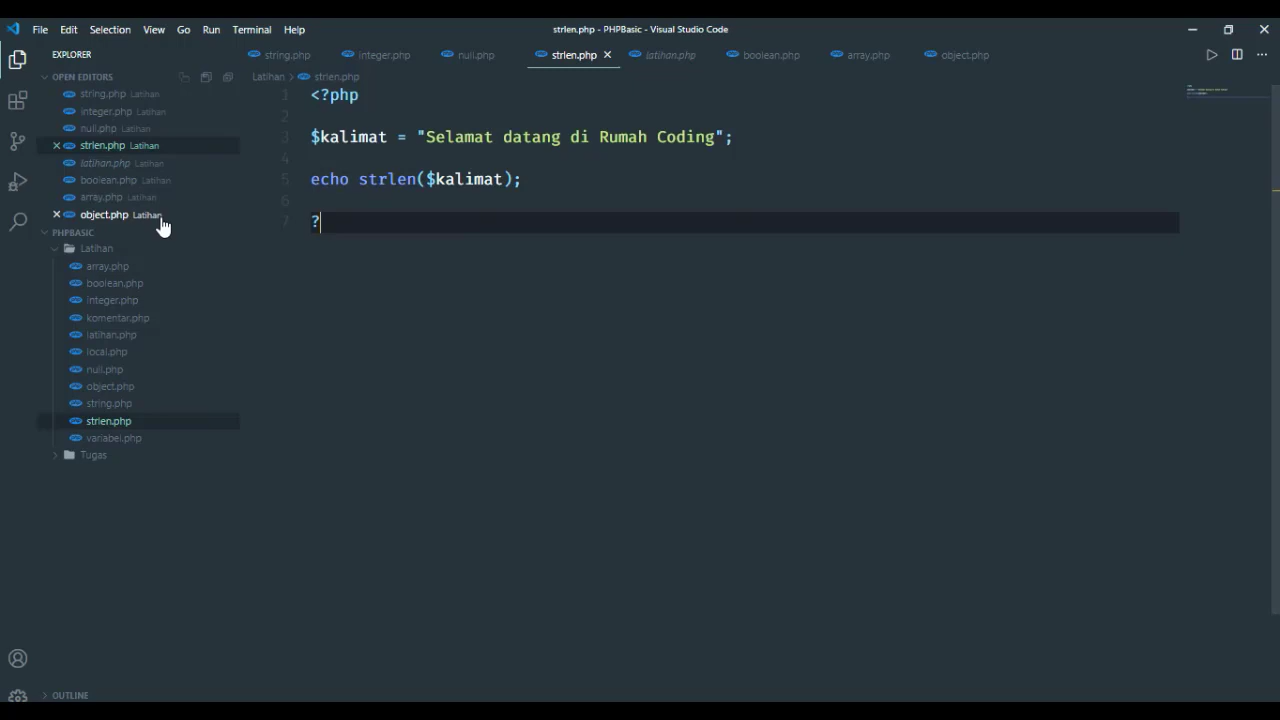 File Edit Selection View Go Run Terminal Help
strlen.php - PHPBasic - Visual Studio Code
EXPLORER
string.php integer.php null.php strlen.php latihan.php boolean.php array.php object.php
OPEN EDITORS
Latihan > strlen.php
string.php Latihan
integer.php Latihan
null.php Latihan
strlen.php Latihan
latihan.php Latihan
boolean.php Latihan
array.php Latihan
object.php Latihan
PHPBASIC
Latihan
array.php
boolean.php
integer.php
komentar.php
latihan.php
local.php
null.php
object.php
string.php
strlen.php
variabel.php
Tugas
OUTLINE
1 <?php
2
3 $kalimat = "Selamat datang di Rumah Coding";
4
5 echo strlen($kalimat);
6
7 ?